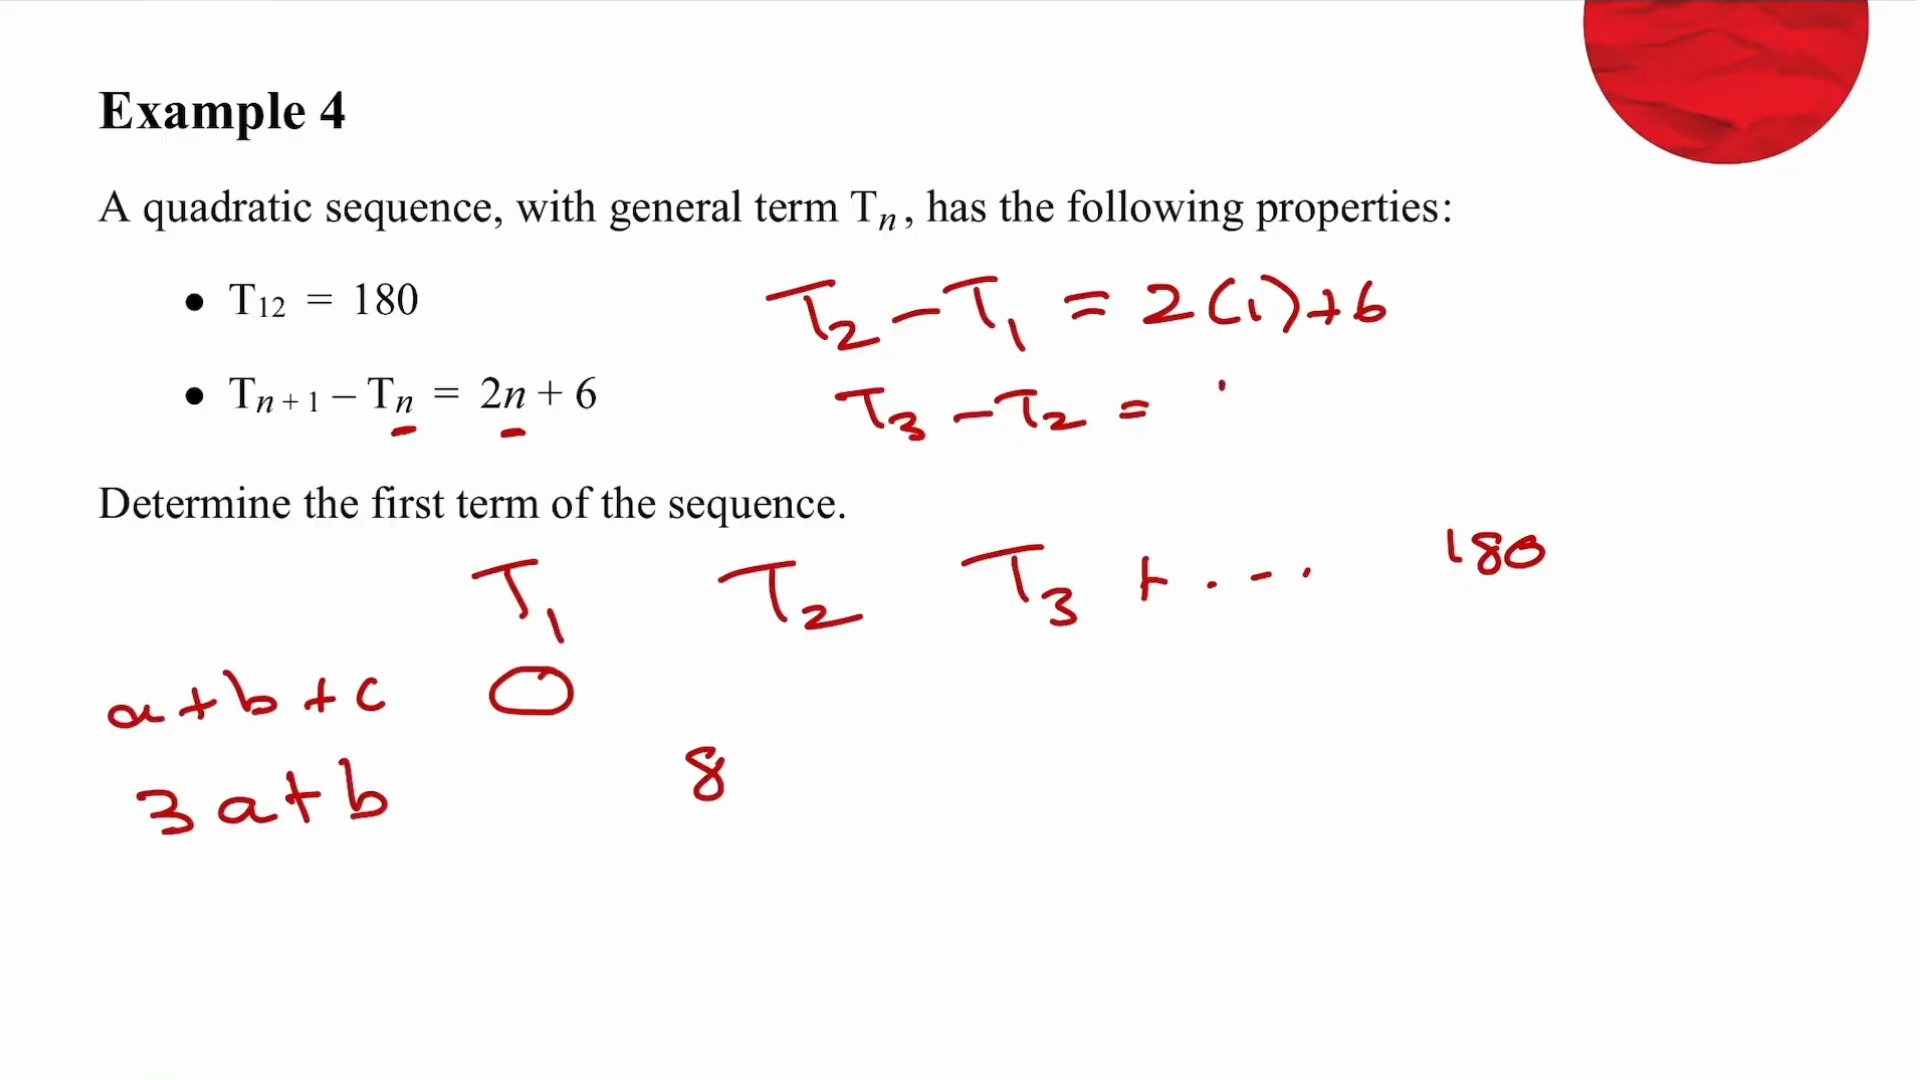 Example 4
A quadratic sequence, with general term Tn, has the following properties:
• T12 = 180
T2 - T1 = 2(1)+6
• Tn + 1 – Tn = 2n + 6
T3 - T2 =
Determine the first term of the sequence.
T1 T2 T3 + ... 180
a+b+c
3a+b 8